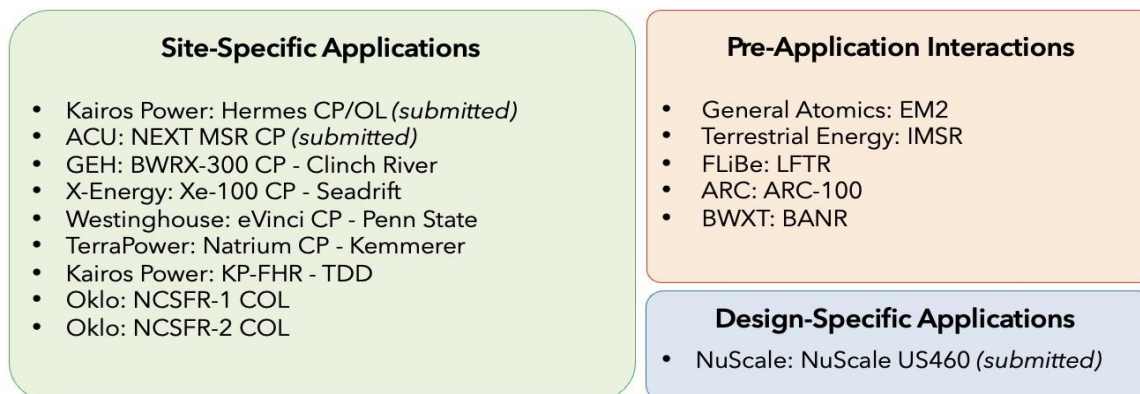 Site-Specific Applications
• Kairos Power: Hermes CP/OL (submitted)
• ACU: NEXT MSR CP (submitted)
• GEH: BWRX-300 CP - Clinch River
• X-Energy: Xe-100 CP - Seadrift
• Westinghouse: eVinci CP - Penn State
• TerraPower: Natrium CP - Kemmerer
• Kairos Power: KP-FHR - TDD
• Oklo: NCSFR-1 COL
• Oklo: NCSFR-2 COL
Pre-Application Interactions
• General Atomics: EM2
• Terrestrial Energy: IMSR
• FLiBe: LFTR
• ARC: ARC-100
• BWXT: BANR
Design-Specific Applications
• NuScale: NuScale US460 (submitted)